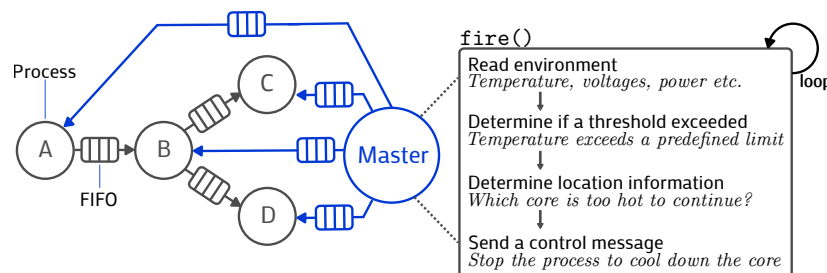 fire()
Process
A
FIFO
B
C
D
Master
loop
Read environment
Temperature, voltages, power etc.
Determine if a threshold exceeded
Temperature exceeds a predefined limit
Determine location information
Which core is too hot to continue?
Send a control message
Stop the process to cool down the core